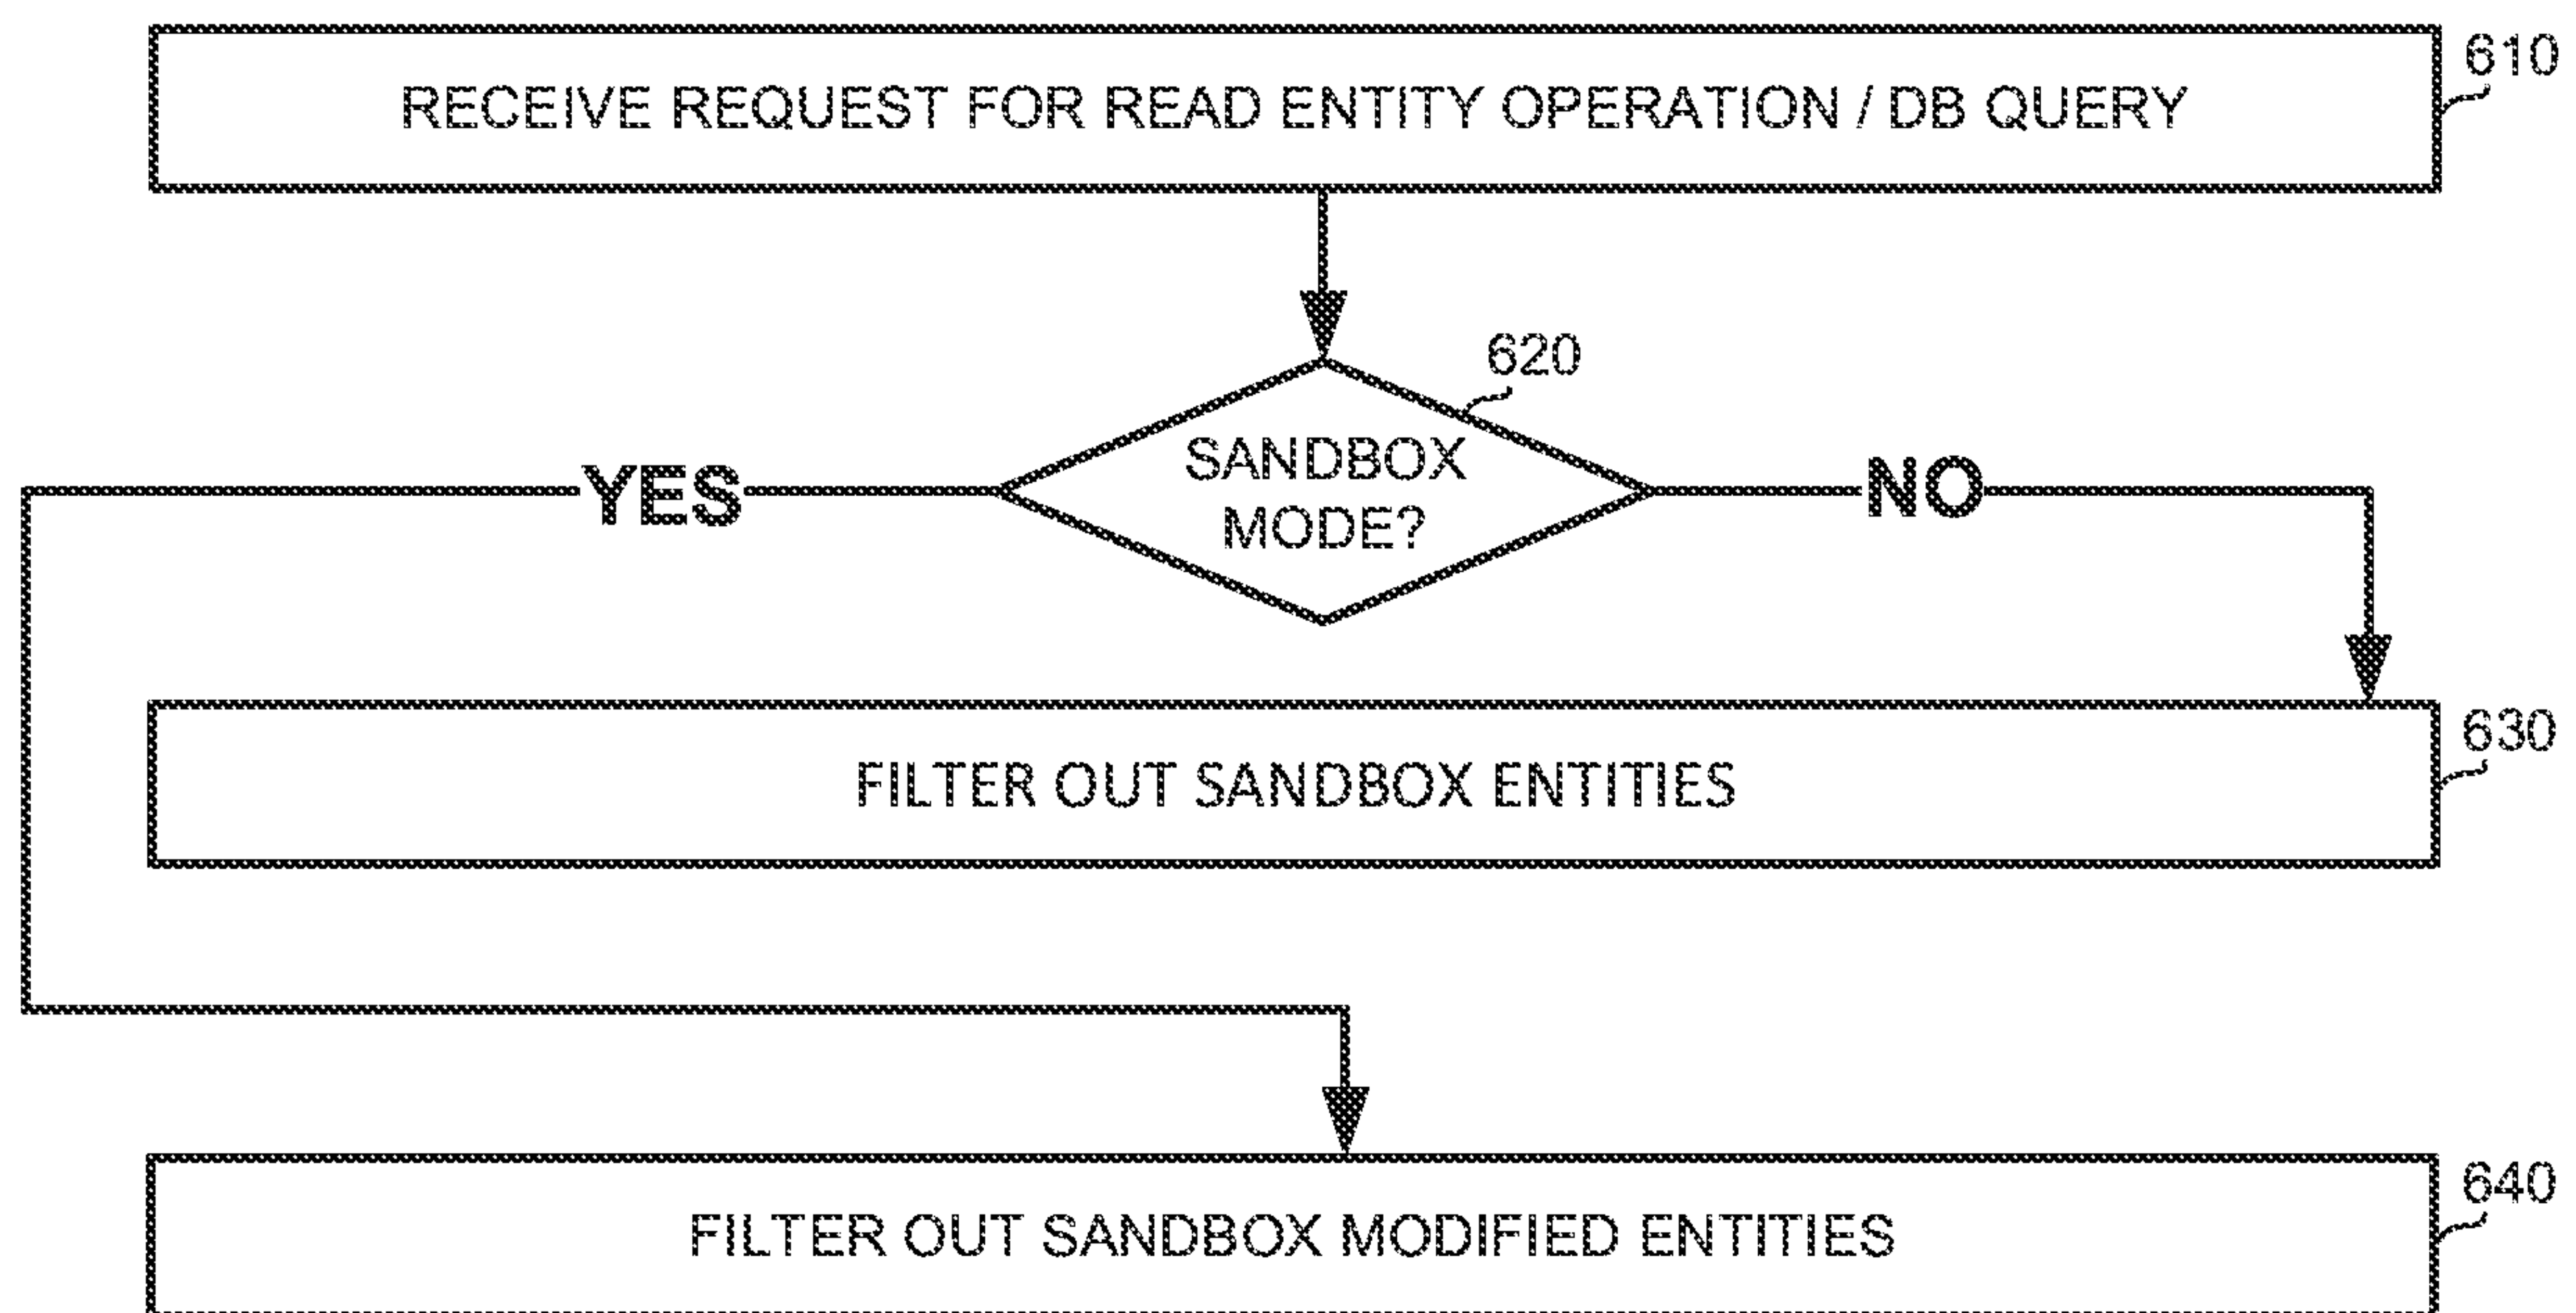 RECEIVE REQUEST FOR READ ENTITY OPERATION / DB QUERY
610
620
SANDBOX
MODE?
YES
NO
630
FILTER OUT SANDBOX ENTITIES
640
FILTER OUT SANDBOX MODIFIED ENTITIES